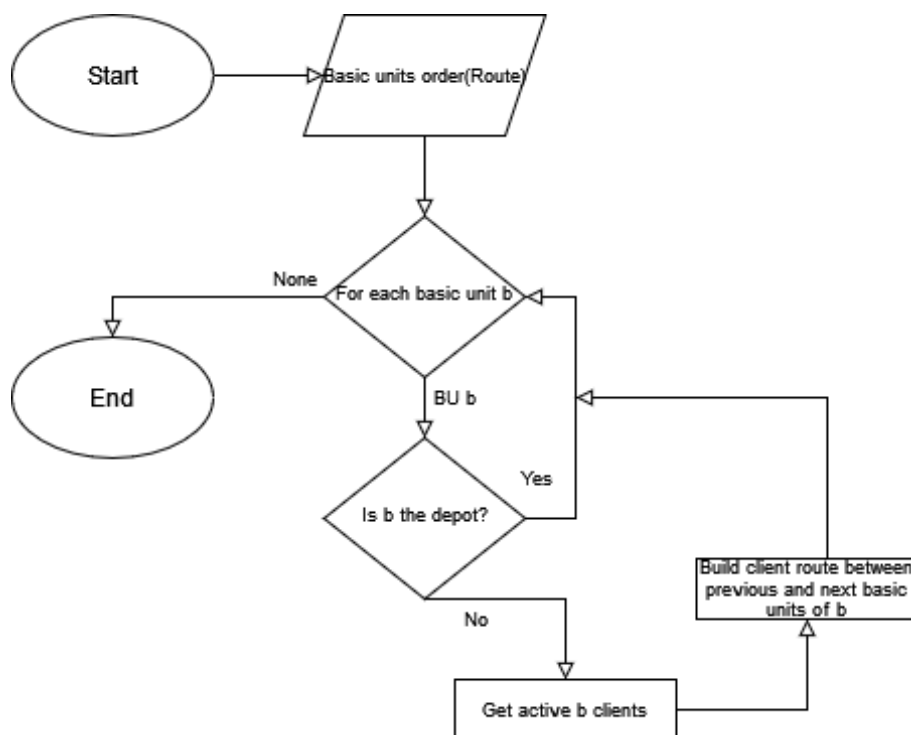 Start
Basic units order(Route)
None
For each basic unit b
End
BU b
Yes
Is b the depot?
Build client route between
previous and next basic
units of b
No
Get active b clients